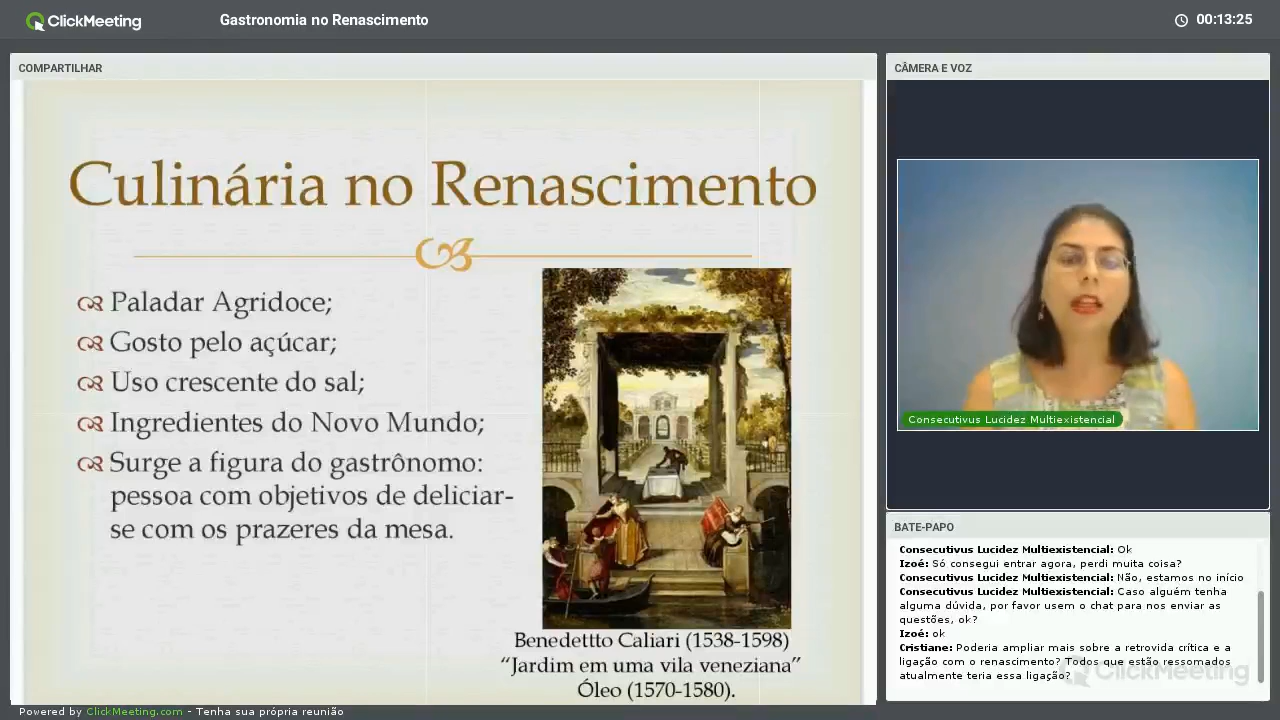 ClickMeeting
Gastronomia no Renascimento
00:13:25
COMPARTILHAR
Culinária no Renascimento
Paladar Agridoce;
Gosto pelo açúcar;
Uso crescente do sal;
Ingredientes do Novo Mundo;
Surge a figura do gastrônomo:
pessoa com objetivos de deliciar-
se com os prazeres da mesa.
Benedettto Caliari (1538-1598)
“Jardim em uma vila veneziana”
Óleo (1570-1580).
CÂMERA E VOZ
Consecutivus Lucidez Multiexistencial
BATE-PAPO
Consecutivus Lucidez Multiexistencial: Ok
Izoé: Só consegui entrar agora, perdi muita coisa?
Consecutivus Lucidez Multiexistencial: Não, estamos no início
Consecutivus Lucidez Multiexistencial: Caso alguém tenha
alguma dúvida, por favor usem o chat para nos enviar as
questões, ok?
Izoé: ok
Cristiane: Poderia ampliar mais sobre a retrovida crítica e a
ligação com o renascimento? Todos que estão ressomados
atualmente teria essa ligação?
ClickMeeting
Powered by ClickMeeting.com - Tenha sua própria reunião